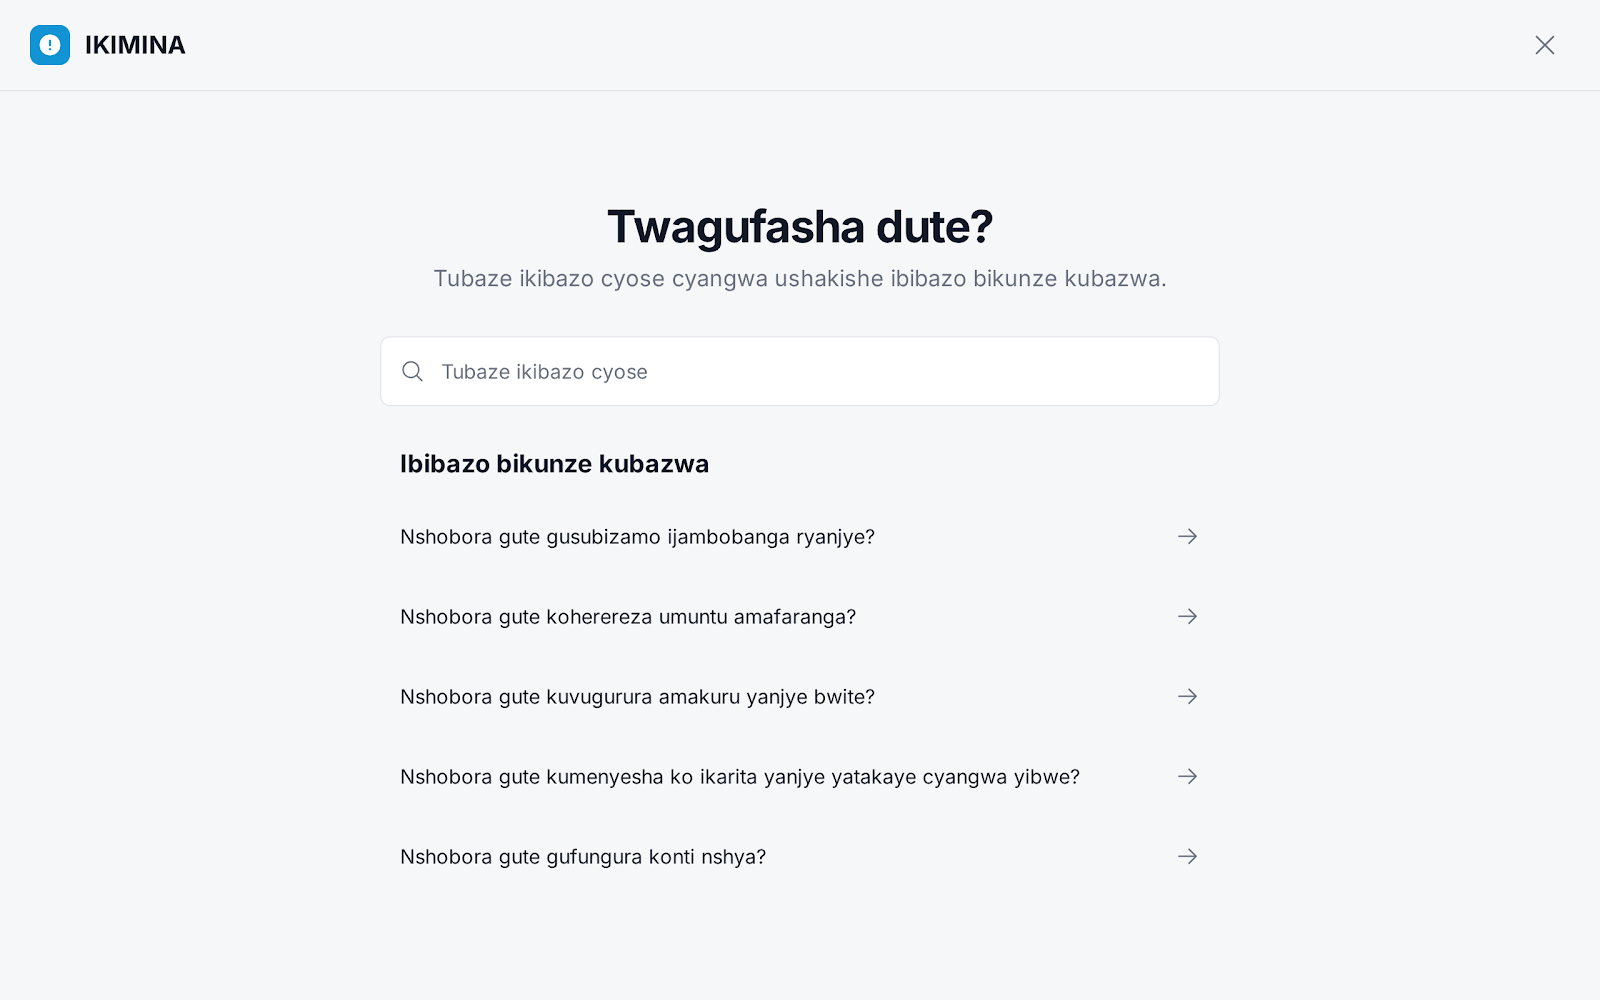 IKIMINA
Twagufasha dute?
Tubaze ikibazo cyose cyangwa ushakishe ibibazo bikunze kubazwa.
Tubaze ikibazo cyose
Ibibazo bikunze kubazwa
Nshobora gute gusubizamo ijambobanga ryanjye?
Nshobora gute koherereza umuntu amafaranga?
Nshobora gute kuvugurura amakuru yanjye bwite?
Nshobora gute kumenyesha ko ikarita yanjye yatakaye cyangwa yibwe?
Nshobora gute gufungura konti nshya?